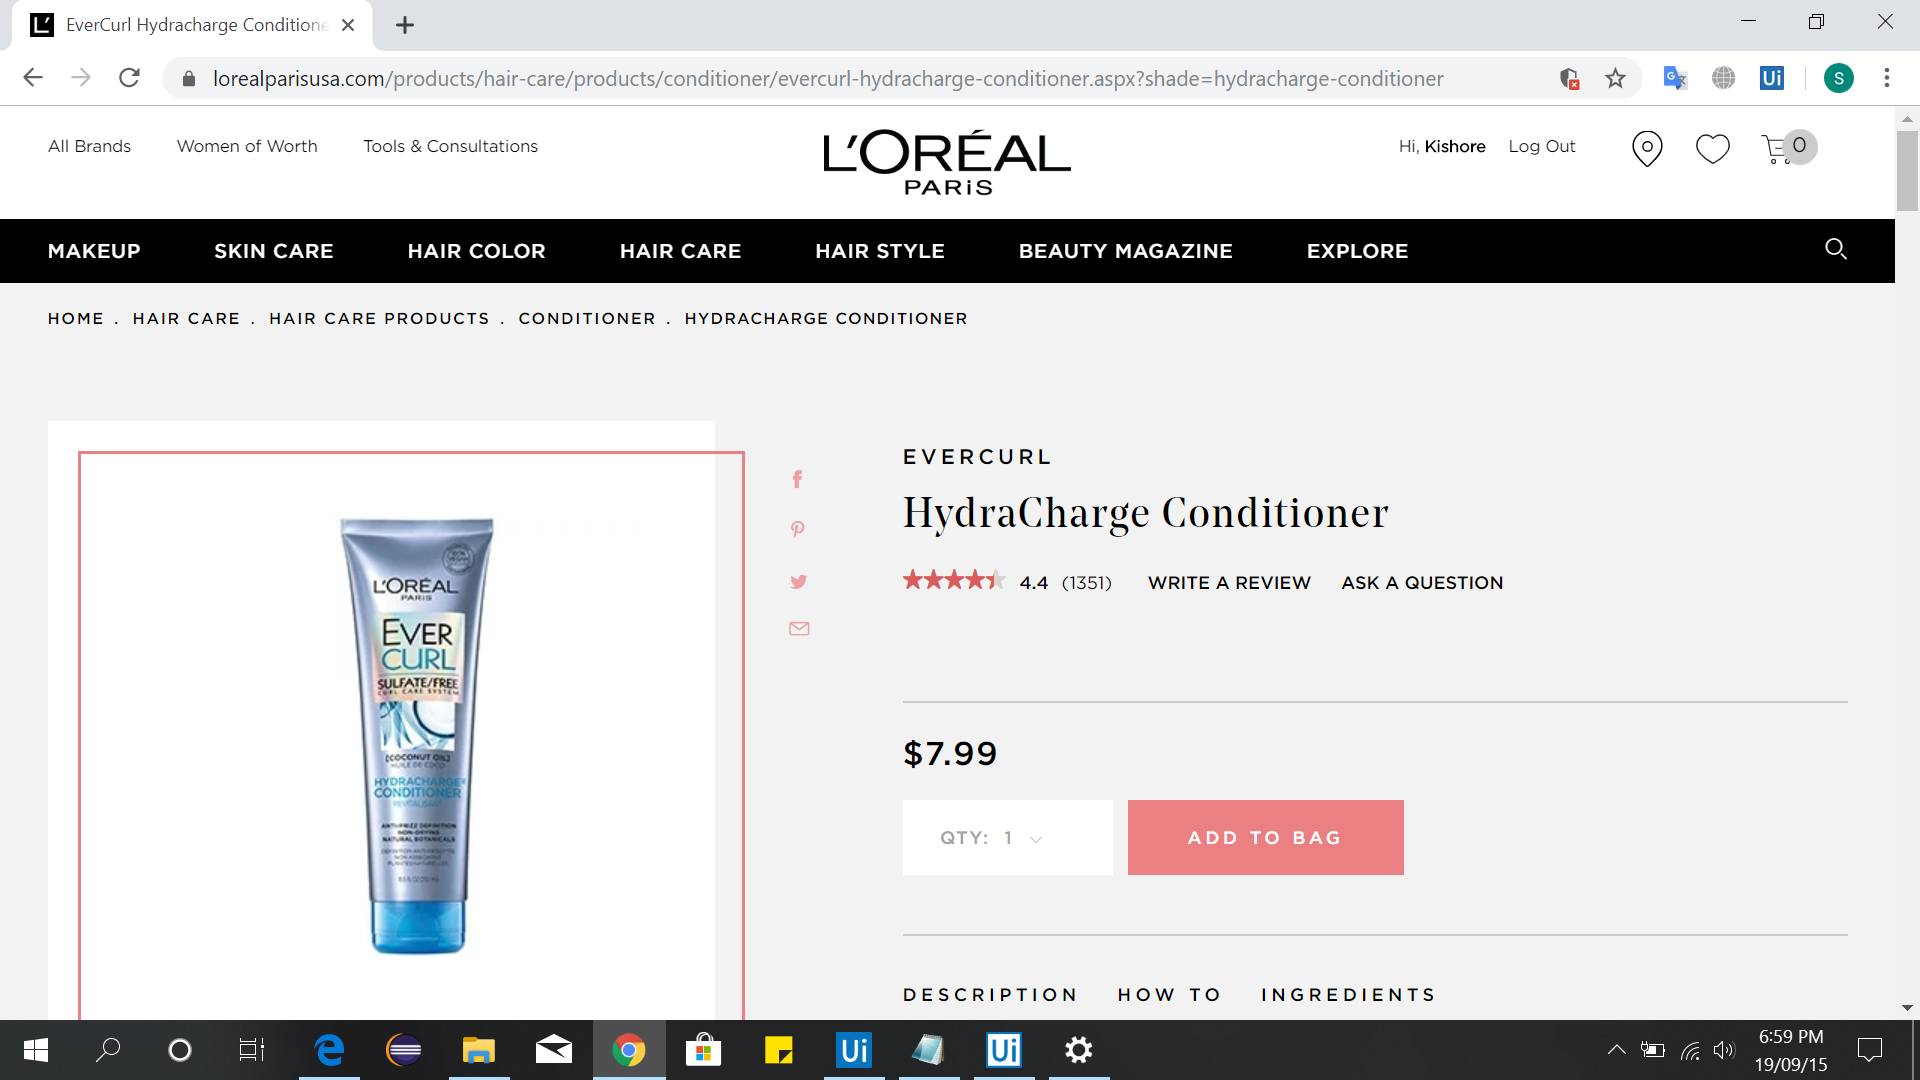 EverCurl Hydracharge Conditione
lorealparisusa.com/products/hair-care/products/conditioner/evercurl-hydracharge-conditioner.aspx?shade=hydracharge-conditioner
S
All Brands Women of Worth Tools & Consultations
L'ORÉAL
PARiS
Hi, Kishore Log Out 0
MAKEUP SKIN CARE HAIR COLOR HAIR CARE HAIR STYLE BEAUTY MAGAZINE EXPLORE
HOME . HAIR CARE . HAIR CARE PRODUCTS . CONDITIONER . HYDRACHARGE CONDITIONER
L'ORÉAL
PARIS
EVER
CURL
SULFATE/FREE
CURL CARE SYSTEM
[COCONUT OIL]
HUILE DE COCO
HYDRACHARGE
CONDITIONER
REVITALISANT
ANTI-FRIZZ DEFINITION
NON-DRYING
NATURAL BOTANICALS
EVERCURL
HydraCharge Conditioner
4.4 (1351) WRITE A REVIEW ASK A QUESTION
$7.99
QTY: 1 ADD TO BAG
DESCRIPTION HOW TO INGREDIENTS
Ui Ui
6:59 PM
19/09/15